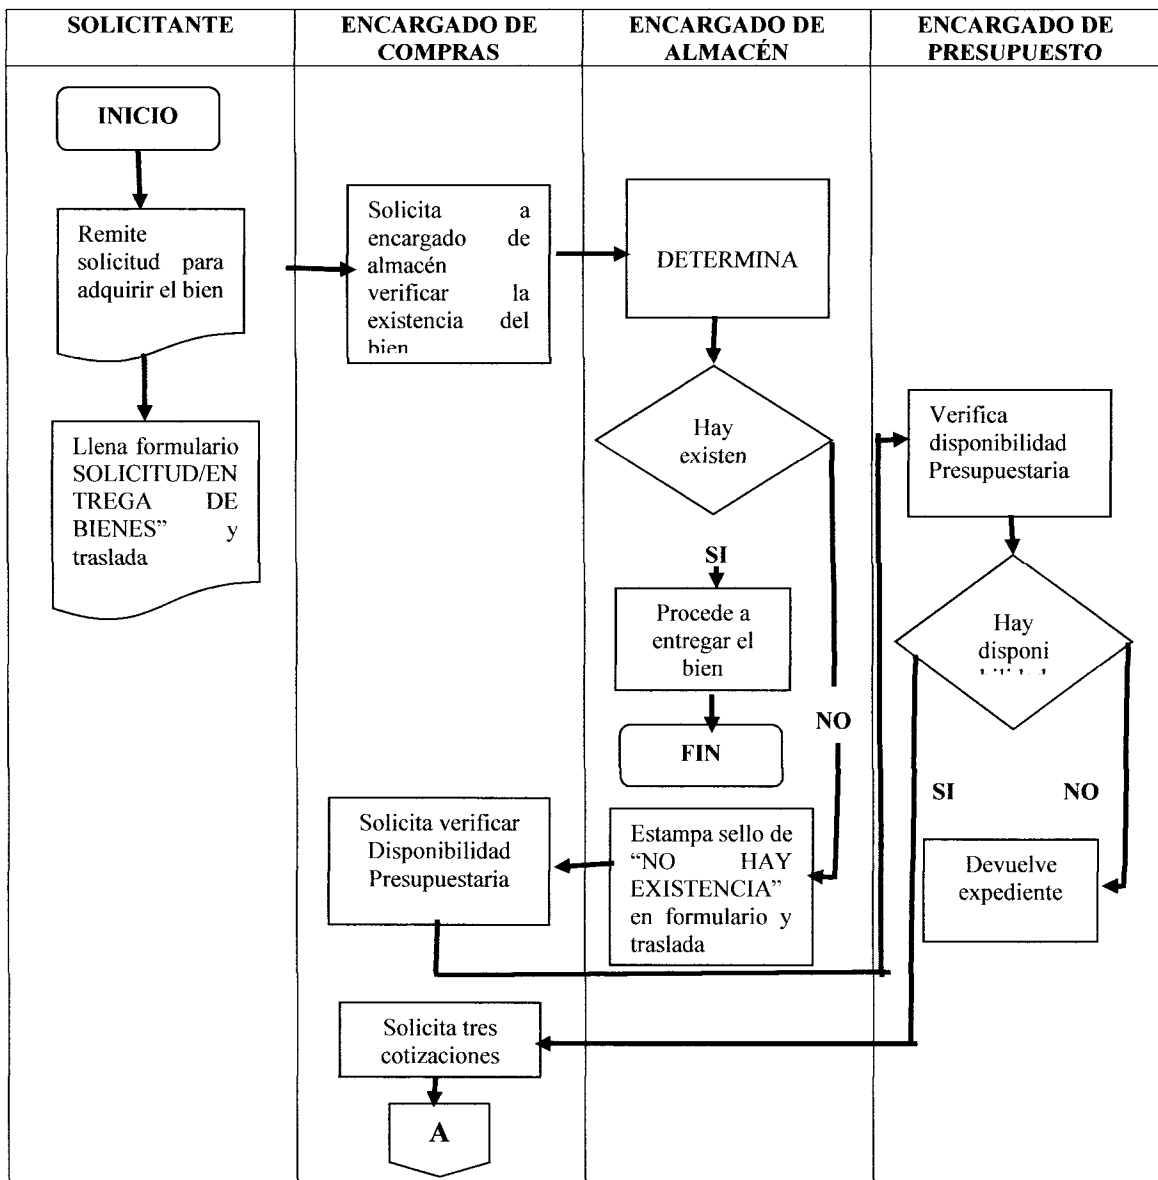 SOLICITANTE
ENCARGADO DE
COMPRAS
ENCARGADO DE
ALMACÉN
ENCARGADO DE
PRESUPUESTO
INICIO
Remite
solicitud para
adquirir el bien
Llena formulario
SOLICITUD/EN
TREGA DE
BIENES” y
traslada
Solicita a
encargado de
almacén
verificar la
existencia del
bien
DETERMINA
Hay
existen
SI
Procede a
entregar el
bien
FIN
NO
Estampa sello de
“NO HAY
EXISTENCIA”
en formulario y
traslada
Solicita verificar
Disponibilidad
Presupuestaria
Verifica
disponibilidad
Presupuestaria
Hay
disponi
SI
NO
Devuelve
expediente
Solicita tres
cotizaciones
A